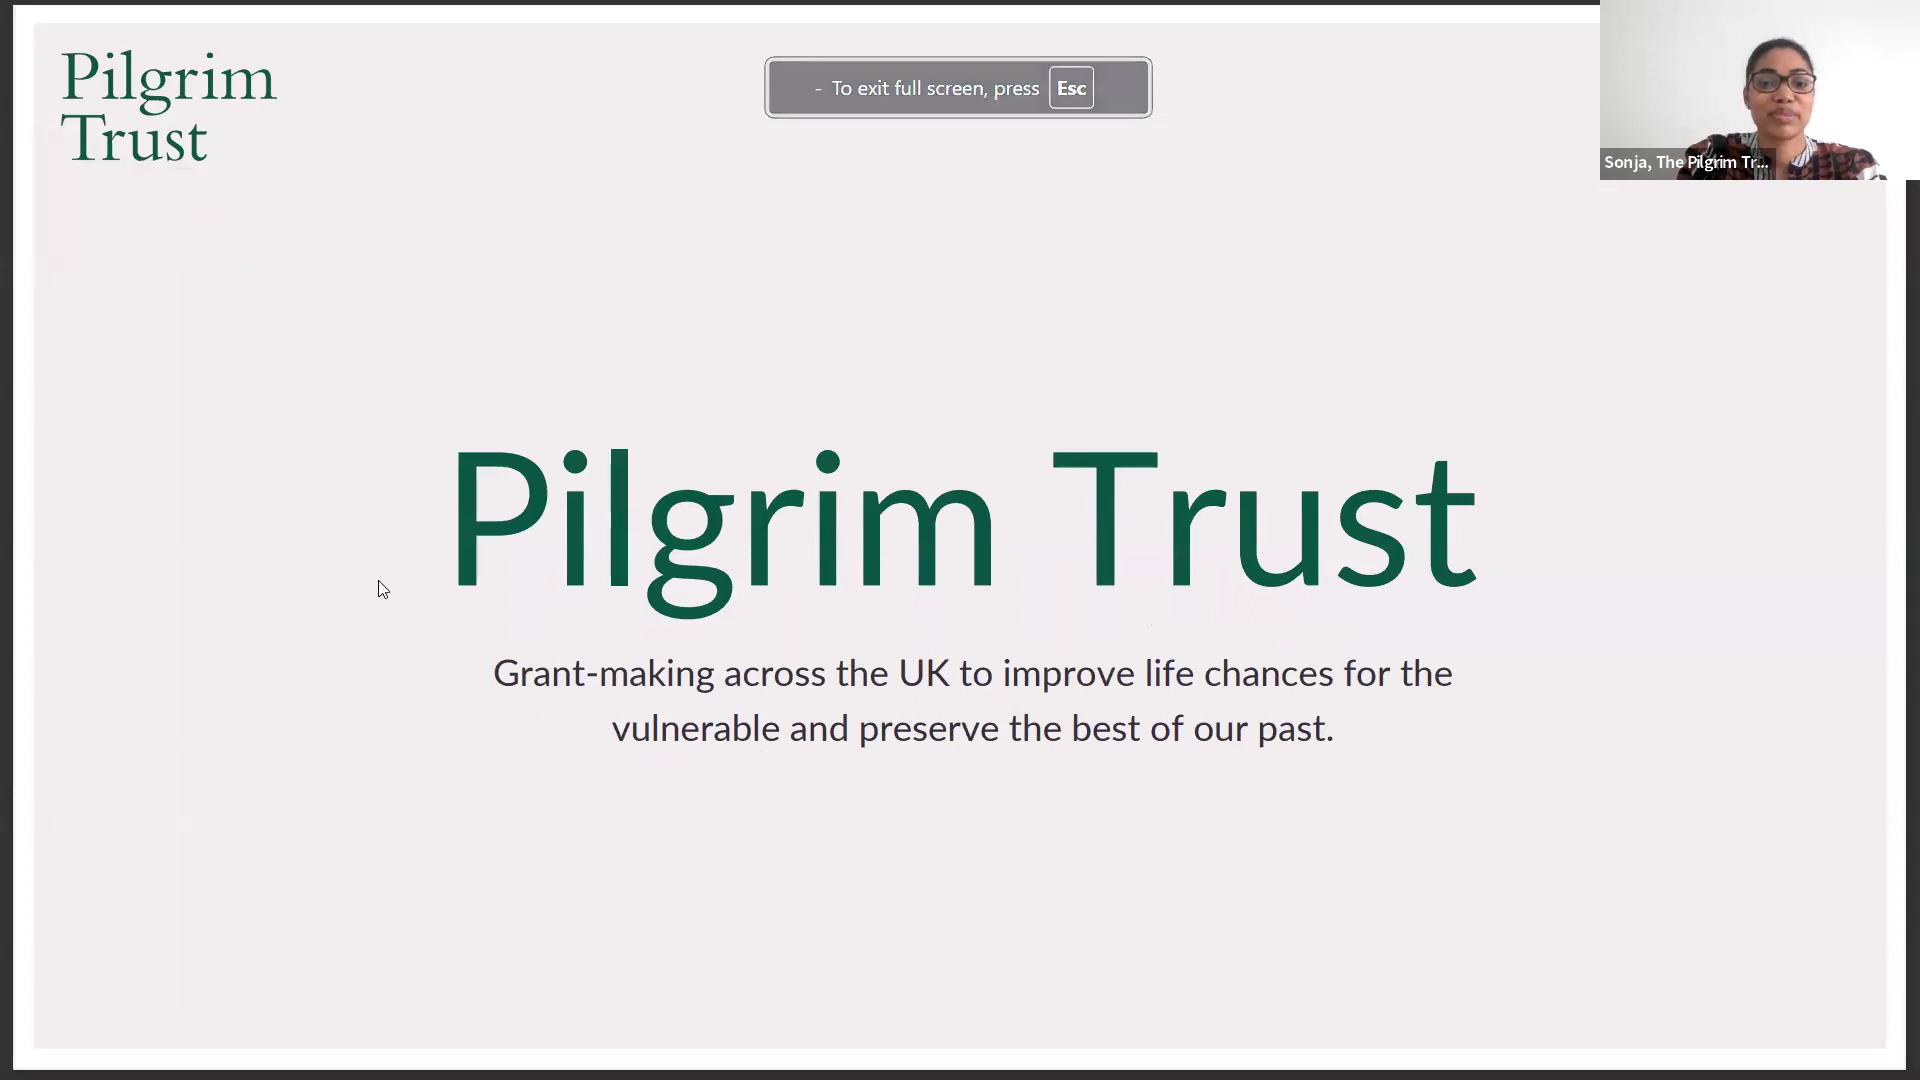 Pilgrim
Trust
- To exit full screen, press Esc
Sonja, The Pilgrim Tr...
Pilgrim Trust
Grant-making across the UK to improve life chances for the
vulnerable and preserve the best of our past.